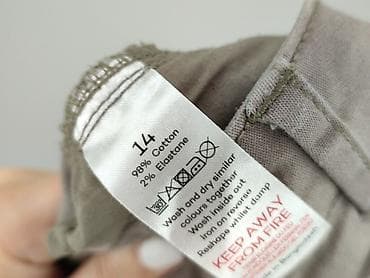 14
98% Cotton
2% Elastane
Wash and dry similar
colours together
Wash inside out
Iron on reverse
Reshape whilst damp
KEEP AWAY
FROM FIRE